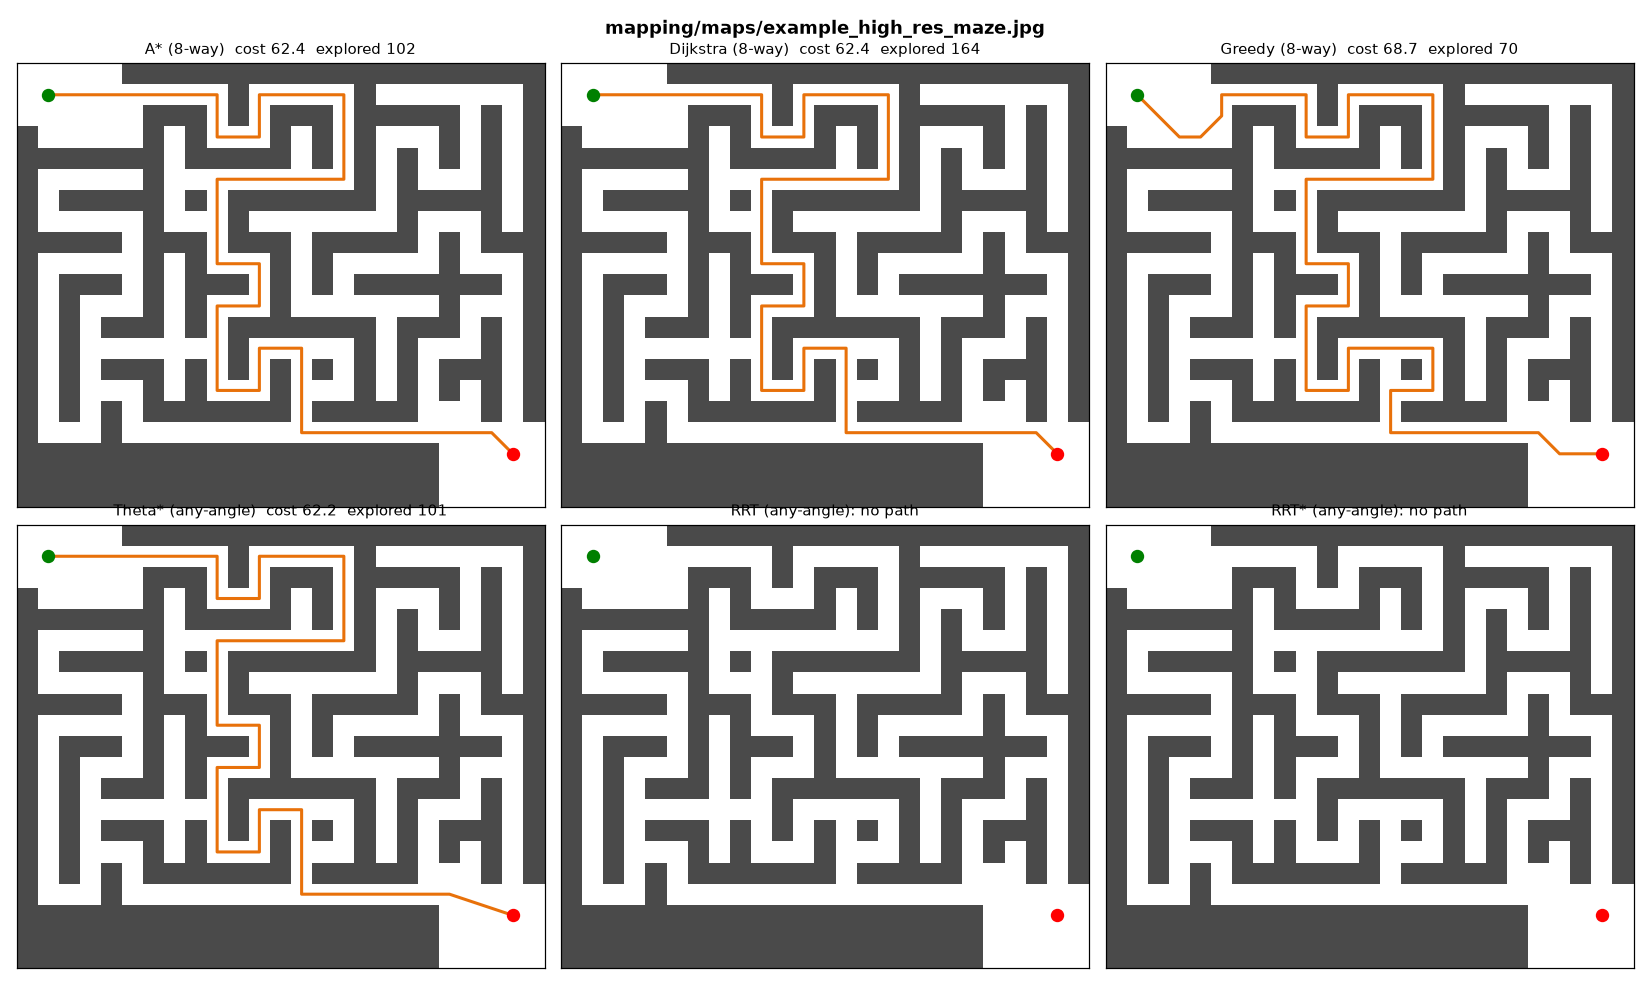 mapping/maps/example_high_res_maze.jpg
A* (8-way)  cost 62.4  explored 102
Dijkstra (8-way)  cost 62.4  explored 164
Greedy (8-way)  cost 68.7  explored 70
Theta* (any-angle)  cost 62.2  explored 101
RRT (any-angle): no path
RRT* (any-angle): no path